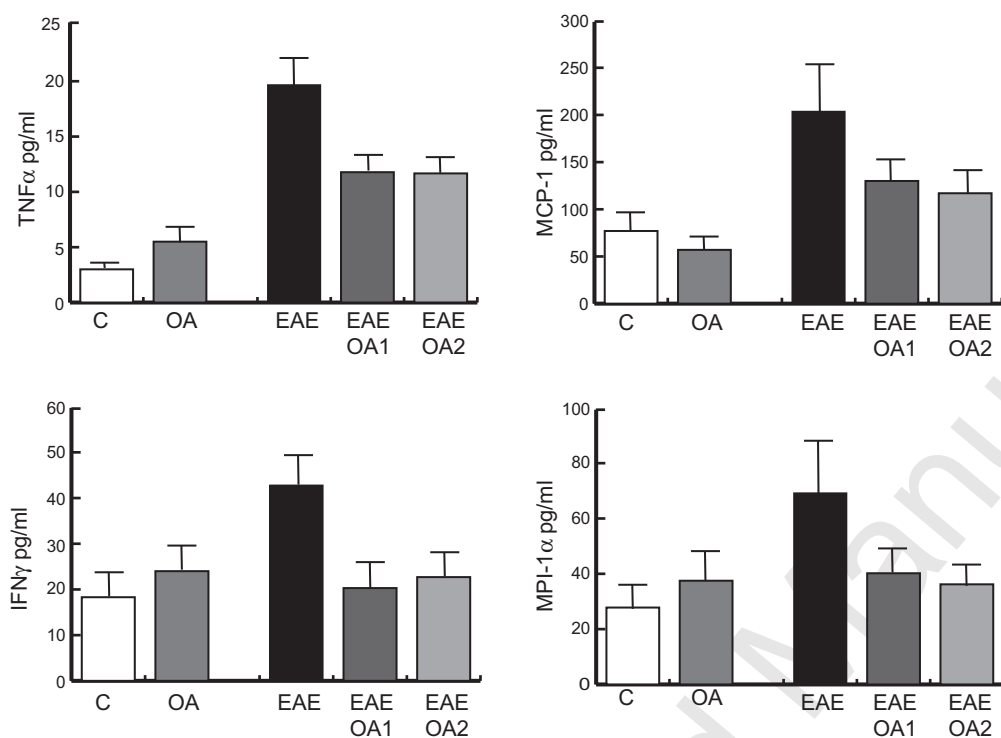 25
20
15
10
5
0
TNFα pg/ml
C OA EAE EAE EAE
OA1 OA2
300
250
200
150
100
50
0
MCP-1 pg/ml
C OA EAE EAE EAE
OA1 OA2
60
50
40
30
20
10
0
IFNγ pg/ml
C OA EAE EAE EAE
OA1 OA2
100
80
60
40
20
0
MPI-1α pg/ml
C OA EAE EAE EAE
OA1 OA2